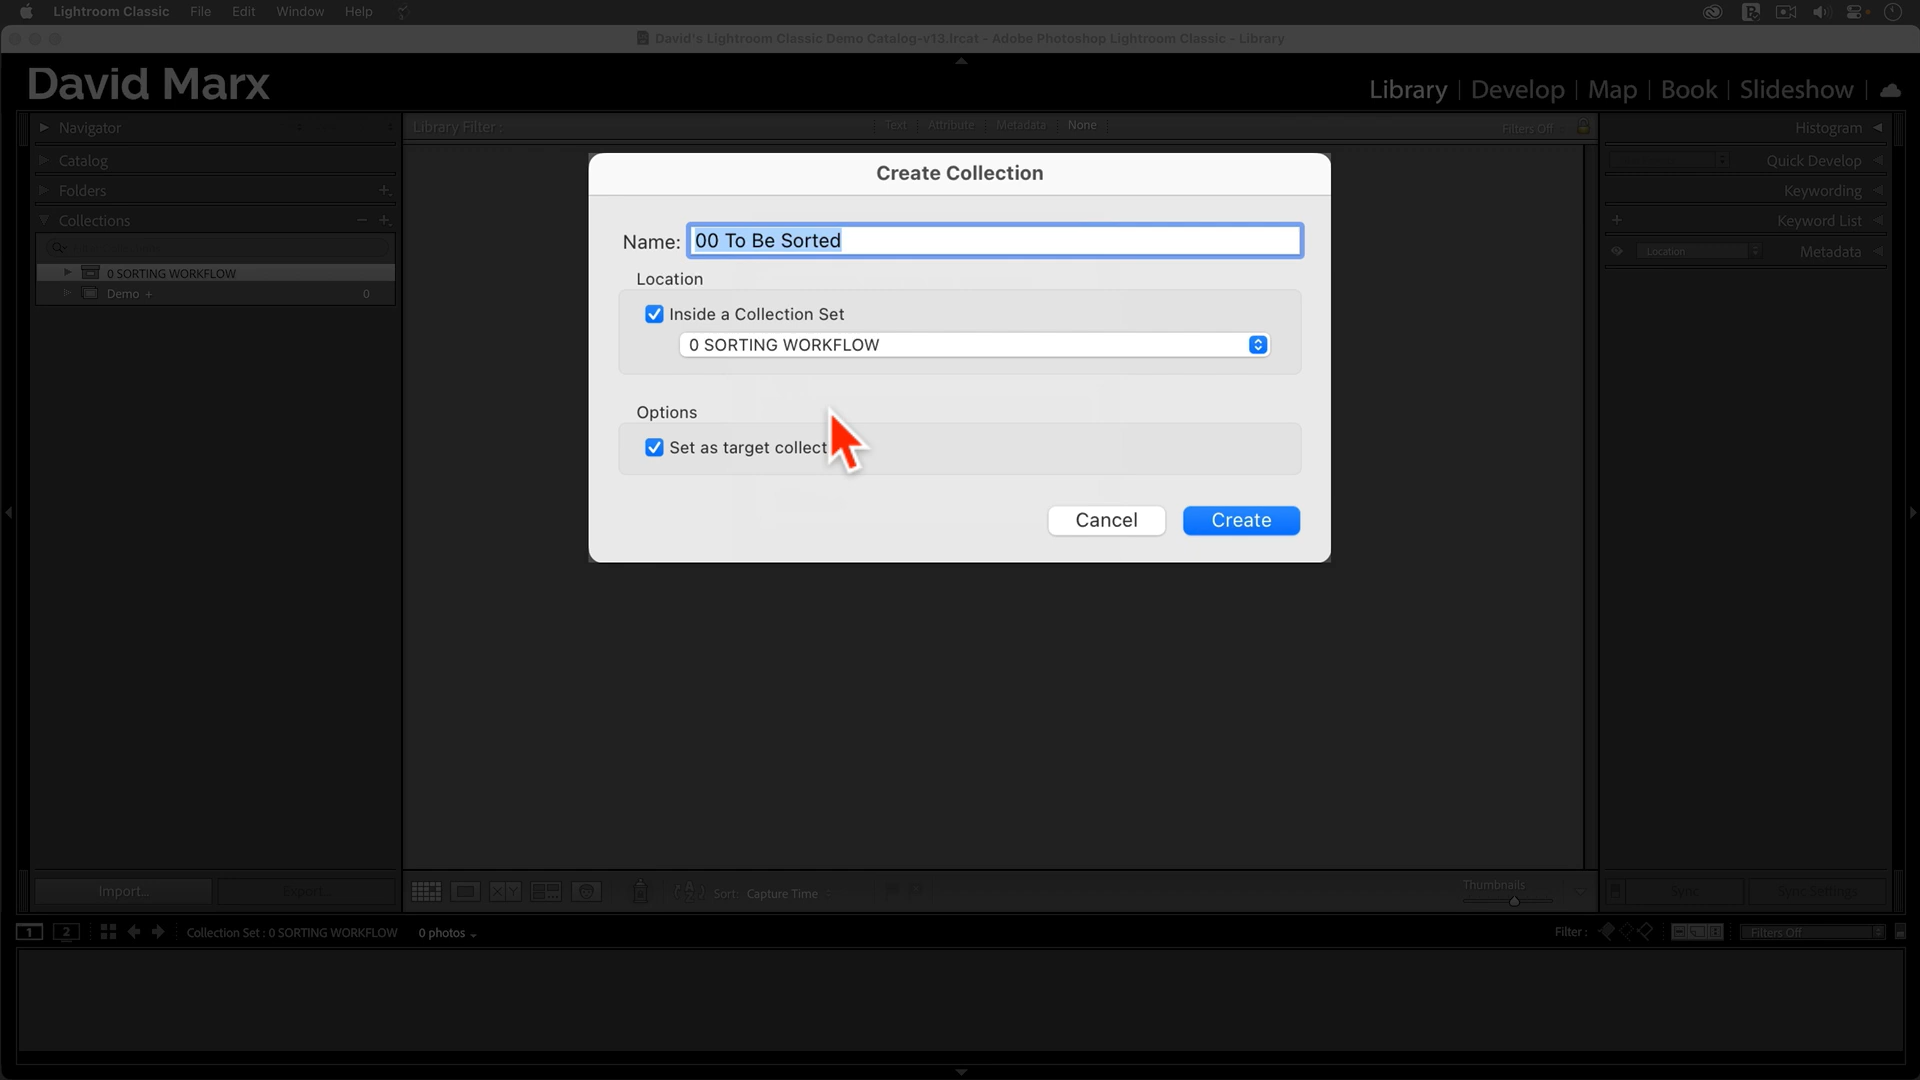 Lightroom Classic File Edit Window Help
David's Lightroom Classic Demo Catalog-v13.lrcat - Adobe Photoshop Lightroom Classic - Library
David Marx
Library | Develop | Map | Book | Slideshow |
Navigator
Catalog
Folders
Collections
0 SORTING WORKFLOW
Demo + 0
Library Filter :
Text Attribute Metadata None
Filters Off
Histogram
Quick Develop
Keywording
Keyword List
Location Metadata
Create Collection
Name: 00 To Be Sorted
Location
Inside a Collection Set
0 SORTING WORKFLOW
Options
Set as target collect
Cancel Create
Import... Export...
Sort: Capture Time
Thumbnails
Sync Sync Settings
1 2 Collection Set : 0 SORTING WORKFLOW 0 photos
Filter : Filters Off